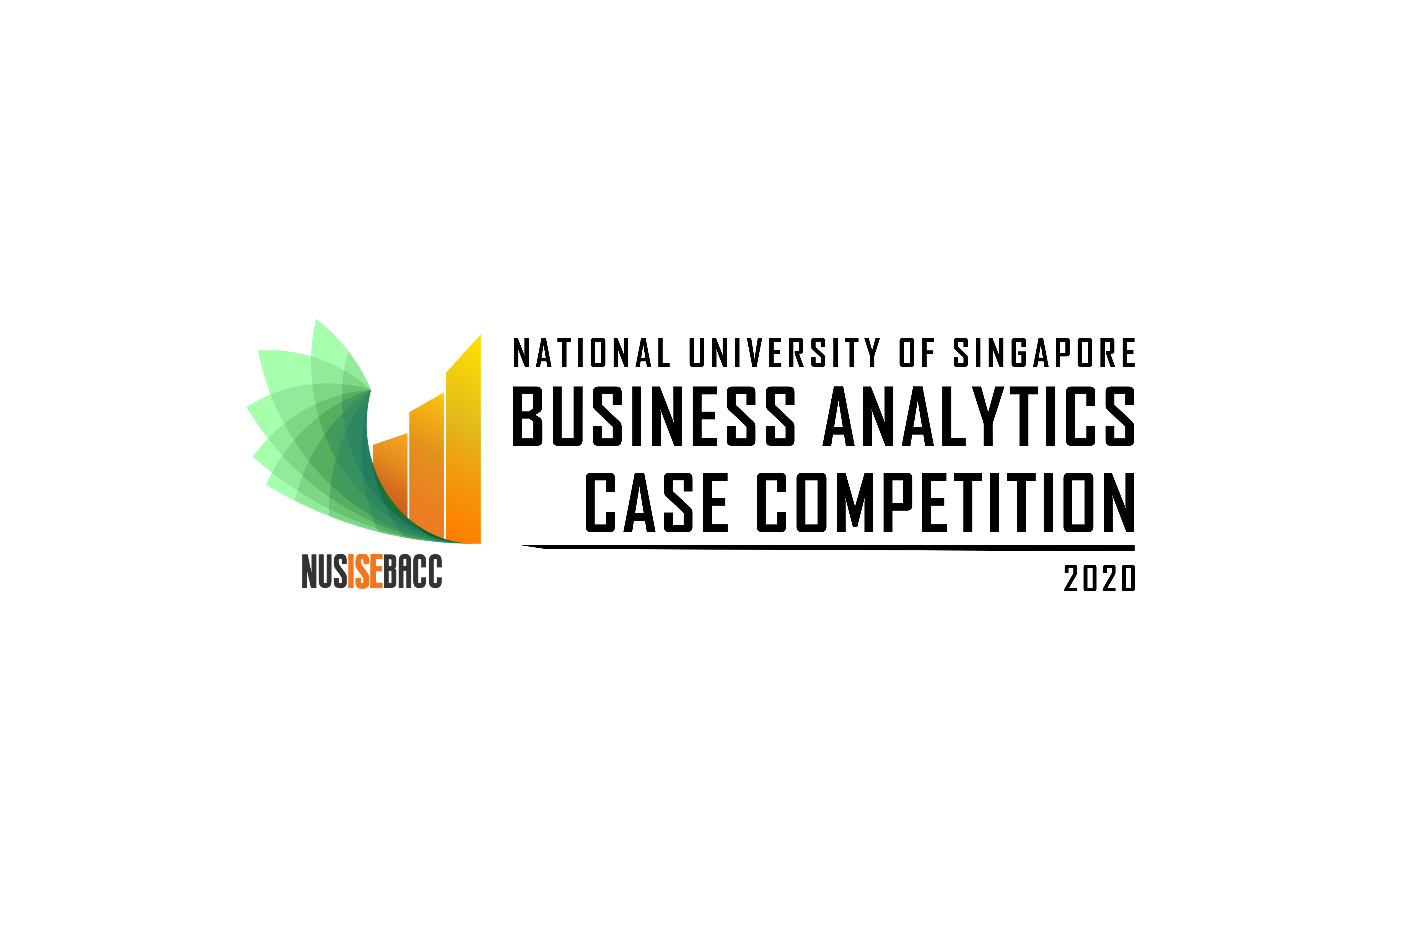 NATIONAL UNIVERSITY OF SINGAPORE
BUSINESS ANALYTICS
CASE COMPETITION
2020
NUSISEBACC